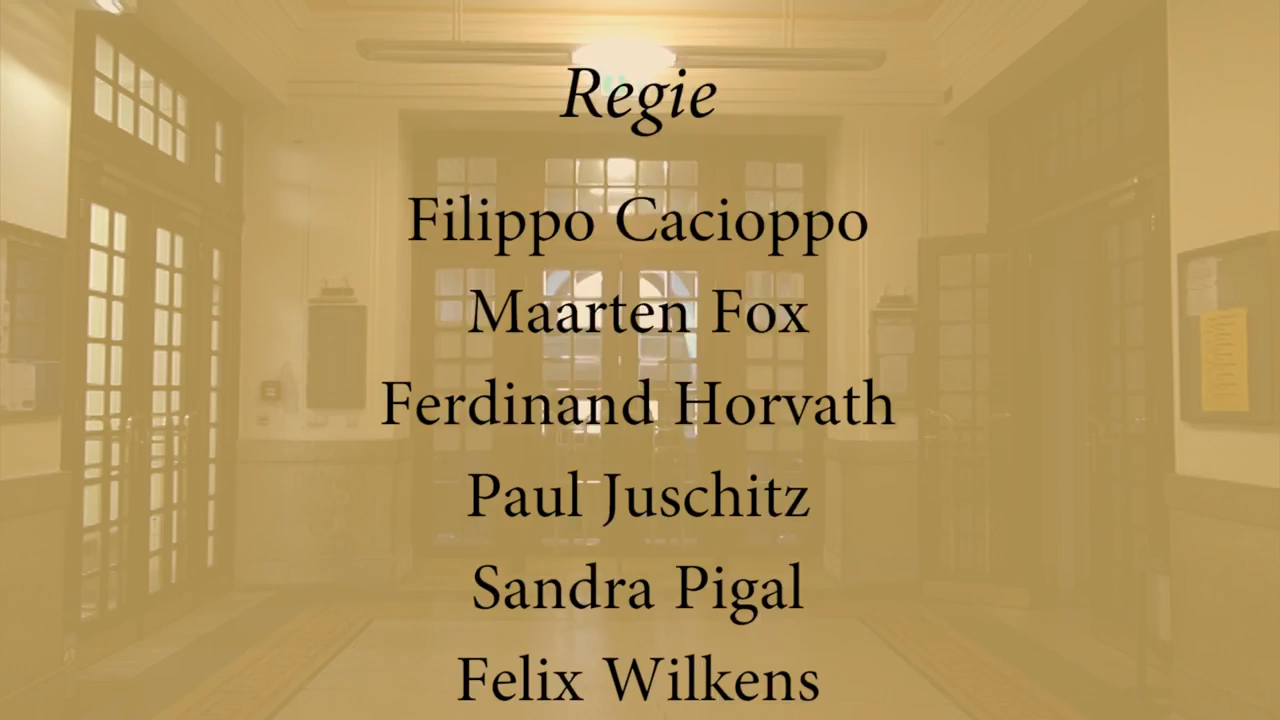 Regie
Filippo Cacioppo
Maarten Fox
Ferdinand Horvath
Paul Juschitz
Sandra Pigal
Felix Wilkens